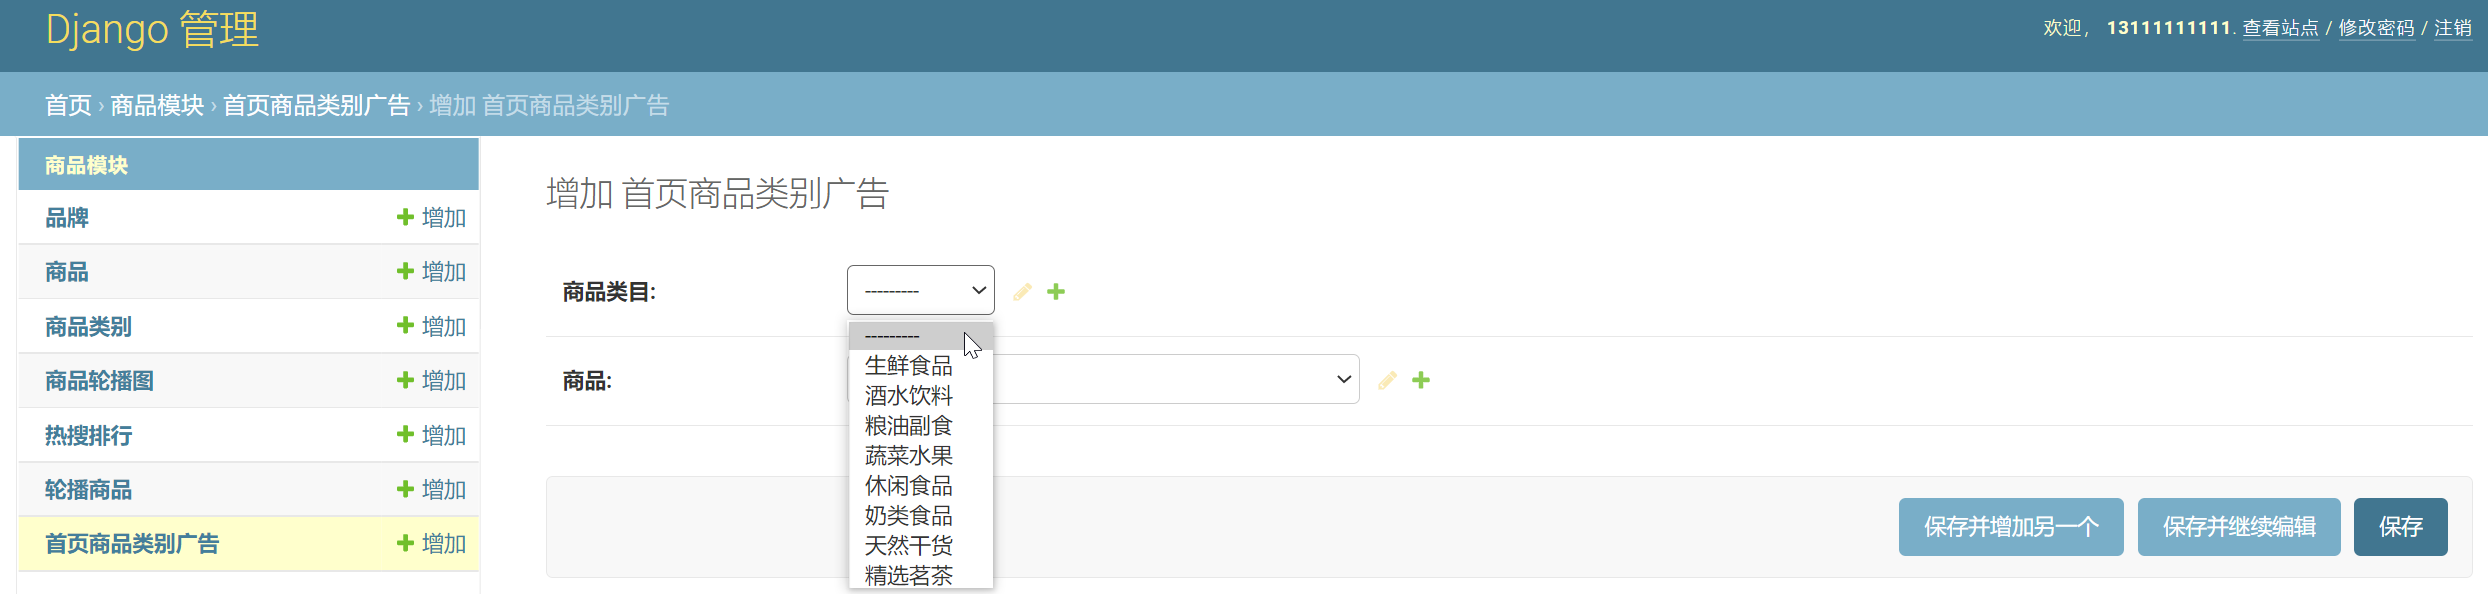 Django 管理
欢迎， 13111111111. 查看站点 / 修改密码 / 注销
首页 › 商品模块 › 首页商品类别广告 › 增加 首页商品类别广告
商品模块
品牌 增加
商品 增加
商品类别 增加
商品轮播图 增加
热搜排行 增加
轮播商品 增加
首页商品类别广告 增加
增加 首页商品类别广告
商品类目: ---------
---------
生鲜食品
酒水饮料
粮油副食
蔬菜水果
休闲食品
奶类食品
天然干货
精选茗茶
商品:
保存并增加另一个 保存并继续编辑 保存